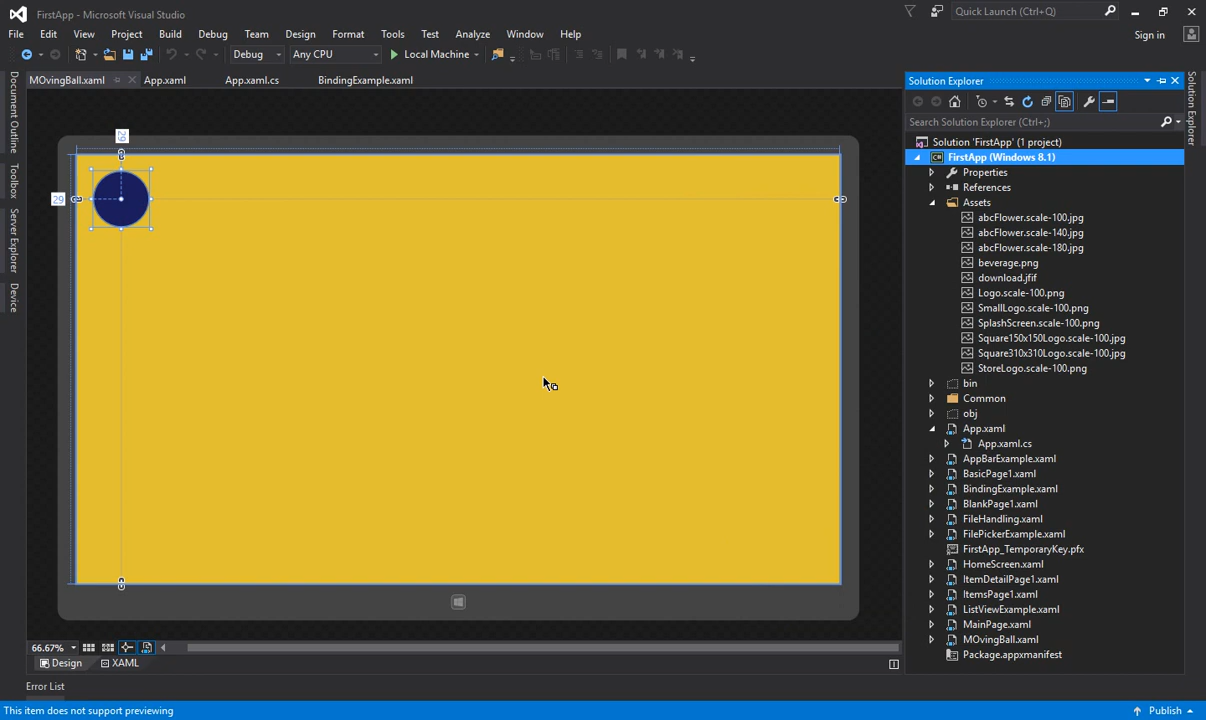 FirstApp - Microsoft Visual Studio
Quick Launch (Ctrl+Q)
File Edit View Project Build Debug Team Format Tools Test Analyze Window Help
Design
Sign in
Debug Any CPU Local Machine
MOvingBall.xaml App.xaml App.xaml.cs BindingExample.xaml
Document Outline
Toolbox
Server Explorer
Device
29
29
66.67%
Design XAML
Error List
This item does not support previewing
Publish
Solution Explorer
Solution Explorer
Search Solution Explorer (Ctrl+;)
Solution 'FirstApp' (1 project)
C# FirstApp (Windows 8.1)
Properties
References
Assets
abcFlower.scale-100.jpg
abcFlower.scale-140.jpg
abcFlower.scale-180.jpg
beverage.png
download.jfif
Logo.scale-100.png
SmallLogo.scale-100.png
SplashScreen.scale-100.png
Square150x150Logo.scale-100.jpg
Square310x310Logo.scale-100.jpg
StoreLogo.scale-100.png
bin
Common
obj
App.xaml
App.xaml.cs
AppBarExample.xaml
BasicPage1.xaml
BindingExample.xaml
BlankPage1.xaml
FileHandling.xaml
FilePickerExample.xaml
FirstApp_TemporaryKey.pfx
HomeScreen.xaml
ItemDetailPage1.xaml
ItemsPage1.xaml
ListViewExample.xaml
MainPage.xaml
MOvingBall.xaml
Package.appxmanifest